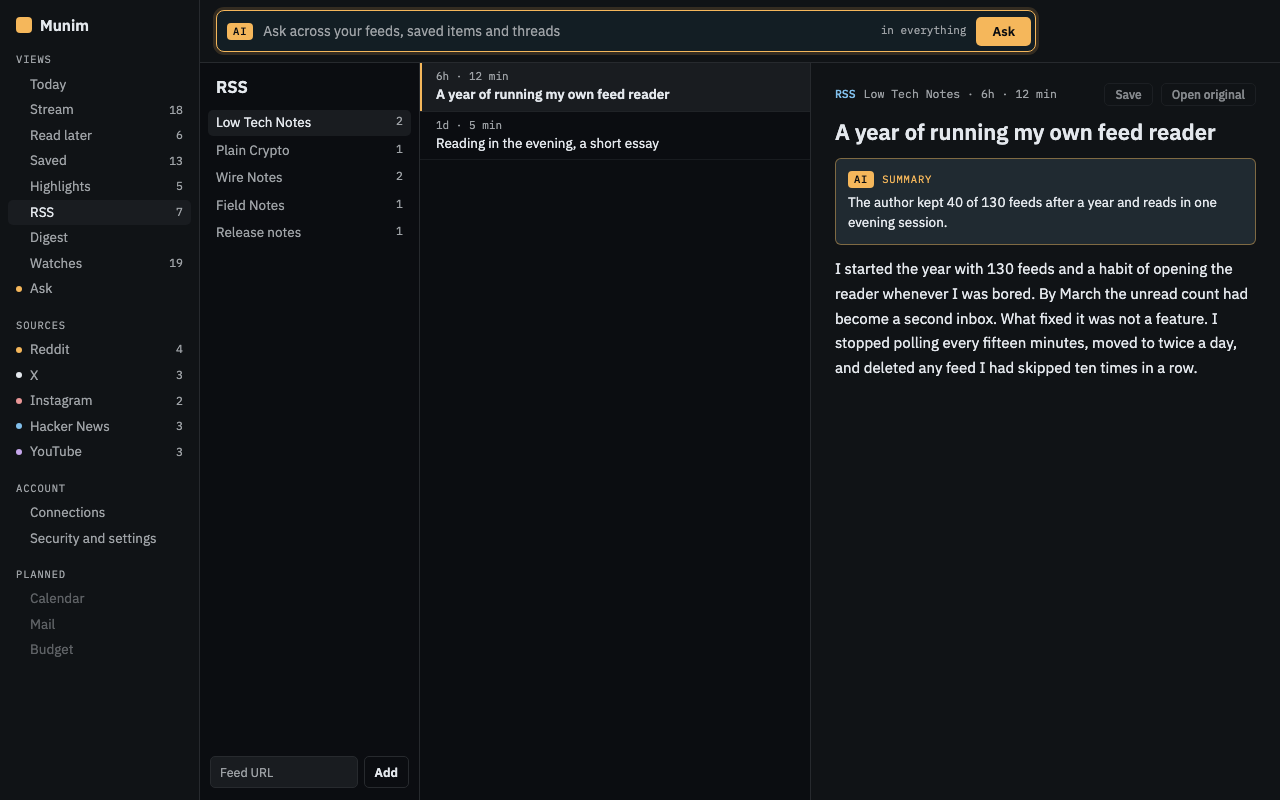 Munim
VIEWS
Today
Stream 18
Read later 6
Saved 13
Highlights 5
RSS 7
Digest
Watches 19
Ask
SOURCES
Reddit 4
X 3
Instagram 2
Hacker News 3
YouTube 3
ACCOUNT
Connections
Security and settings
PLANNED
Calendar
Mail
Budget
AI Ask across your feeds, saved items and threads in everything Ask
RSS
Low Tech Notes 2
Plain Crypto 1
Wire Notes 2
Field Notes 1
Release notes 1
Feed URL Add
6h · 12 min
A year of running my own feed reader
1d · 5 min
Reading in the evening, a short essay
RSS Low Tech Notes · 6h · 12 min Save Open original
A year of running my own feed reader
AI SUMMARY
The author kept 40 of 130 feeds after a year and reads in one
evening session.
I started the year with 130 feeds and a habit of opening the
reader whenever I was bored. By March the unread count had
become a second inbox. What fixed it was not a feature. I
stopped polling every fifteen minutes, moved to twice a day,
and deleted any feed I had skipped ten times in a row.